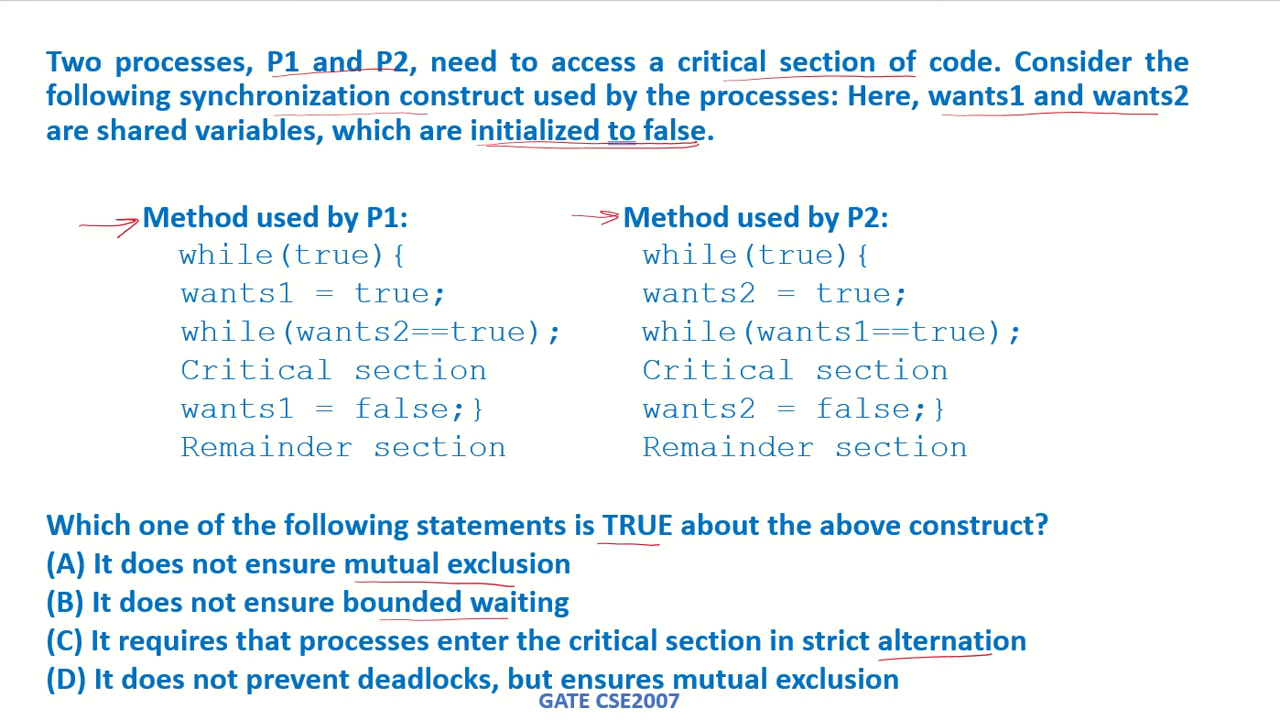 Two processes, P1 and P2, need to access a critical section of code. Consider the
following synchronization construct used by the processes: Here, wants1 and wants2
are shared variables, which are initialized to false.
Method used by P1:
while(true){
wants1 = true;
while(wants2==true);
Critical section
wants1 = false;}
Remainder section
Method used by P2:
while(true){
wants2 = true;
while(wants1==true);
Critical section
wants2 = false;}
Remainder section
Which one of the following statements is TRUE about the above construct?
(A) It does not ensure mutual exclusion
(B) It does not ensure bounded waiting
(C) It requires that processes enter the critical section in strict alternation
(D) It does not prevent deadlocks, but ensures mutual exclusion
GATE CSE2007